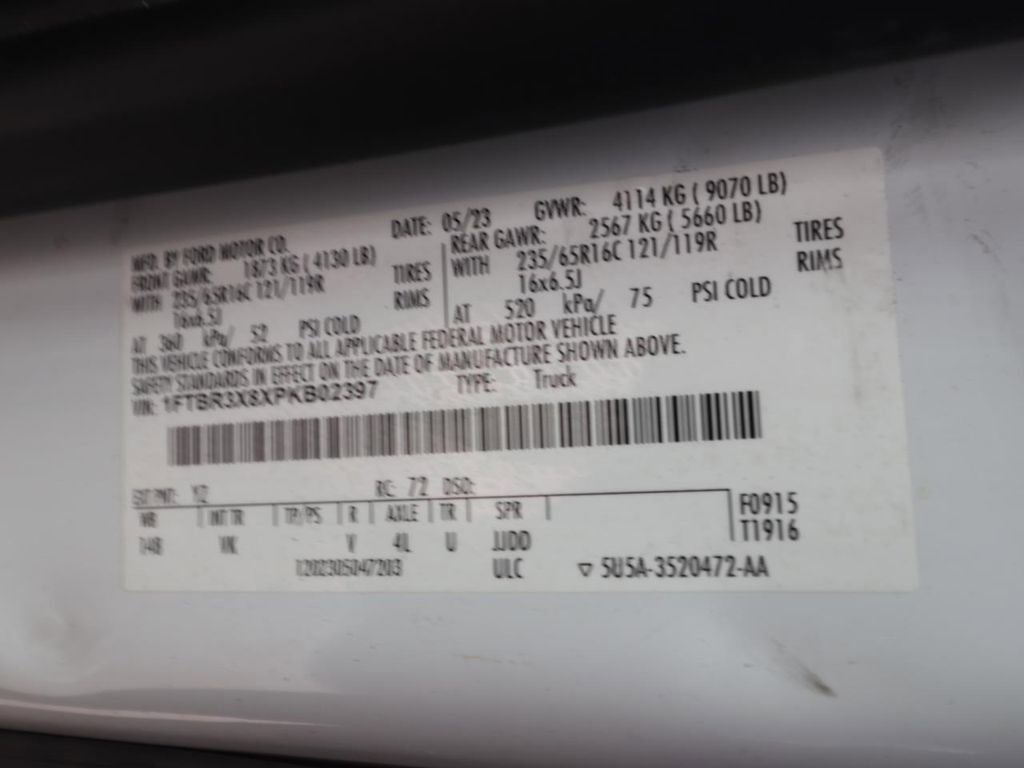 MFD. BY FORD MOTOR CO. DATE: 05/23 GVWR: 4114 KG ( 9070 LB)
FRONT GAWR: 1873 KG ( 4130 LB) REAR GAWR: 2567 KG ( 5660 LB)
WITH 235/65R16C 121/119R TIRES WITH 235/65R16C 121/119R TIRES
16x6.5J RIMS 16x6.5J RIMS
AT 360 kPa/ 52 PSI COLD AT 520 kPa/ 75 PSI COLD
THIS VEHICLE CONFORMS TO ALL APPLICABLE FEDERAL MOTOR VEHICLE
SAFETY STANDARDS IN EFFECT ON THE DATE OF MANUFACTURE SHOWN ABOVE.
VIN: 1FTBR3X8XPKB02397 TYPE: Truck
EXT PNT: YZ RC: 72 DSO:
WB INT TR TP/PS R AXLE TR SPR F0915
148 VK V 4L U JJDD T1916
1202305047203 ULC ▽ 5U5A-3520472-AA